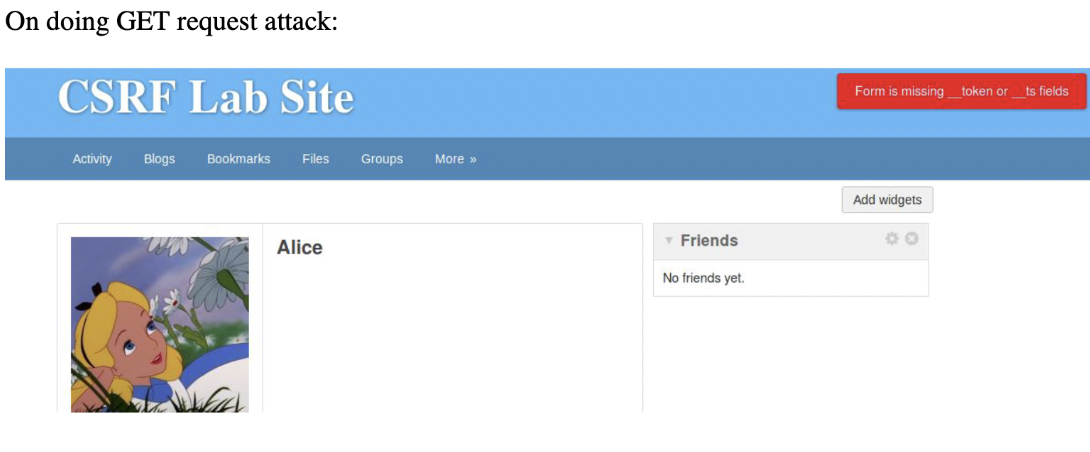 On doing GET request attack:
CSRF Lab Site
Form is missing __token or __ts fields
Activity Blogs Bookmarks Files Groups More »
Add widgets
Alice
Friends
No friends yet.